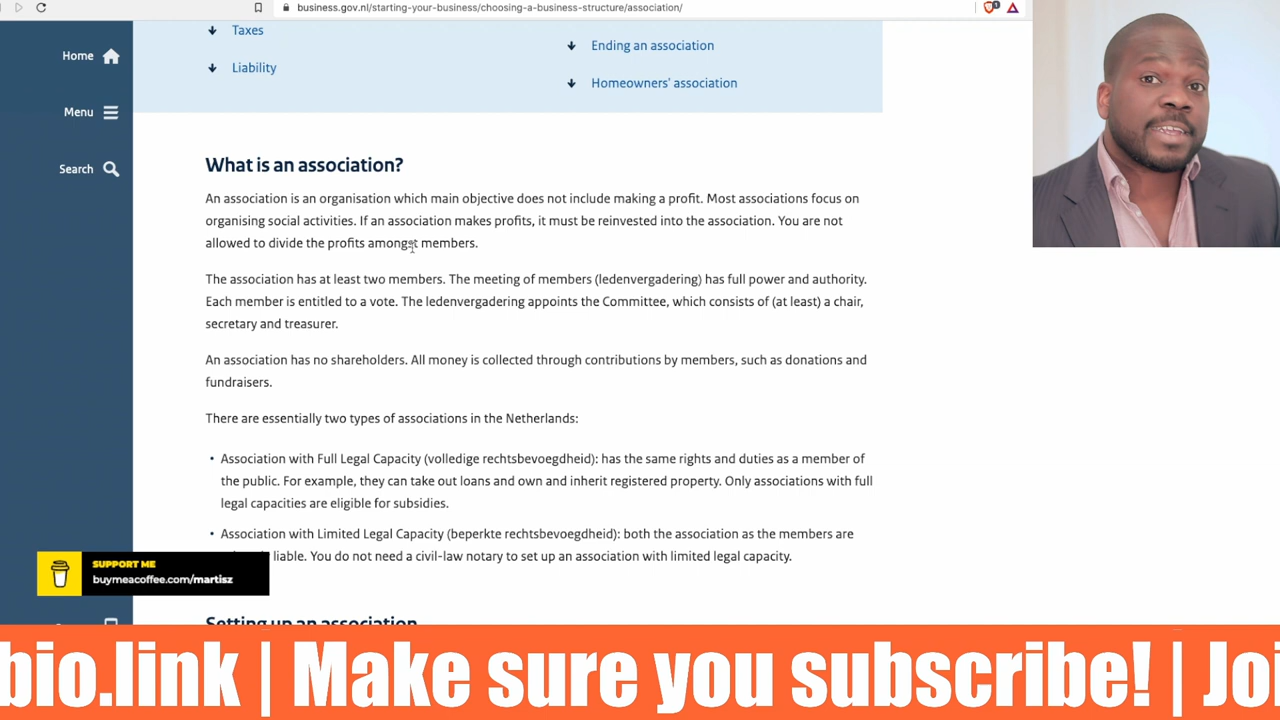 business.gov.nl/starting-your-business/choosing-a-business-structure/association/
1
Home
Menu
Search
Taxes
Liability
Ending an association
Homeowners' association
What is an association?
An association is an organisation which main objective does not include making a profit. Most associations focus on
organising social activities. If an association makes profits, it must be reinvested into the association. You are not
allowed to divide the profits amongst members.
The association has at least two members. The meeting of members (ledenvergadering) has full power and authority.
Each member is entitled to a vote. The ledenvergadering appoints the Committee, which consists of (at least) a chair,
secretary and treasurer.
An association has no shareholders. All money is collected through contributions by members, such as donations and
fundraisers.
There are essentially two types of associations in the Netherlands:
• Association with Full Legal Capacity (volledige rechtsbevoegdheid): has the same rights and duties as a member of
the public. For example, they can take out loans and own and inherit registered property. Only associations with full
legal capacities are eligible for subsidies.
• Association with Limited Legal Capacity (beperkte rechtsbevoegdheid): both the association as the members are
liable. You do not need a civil-law notary to set up an association with limited legal capacity.
SUPPORT ME
buymeacoffee.com/martisz
Setting up an association
bio.link | Make sure you subscribe! | Joi